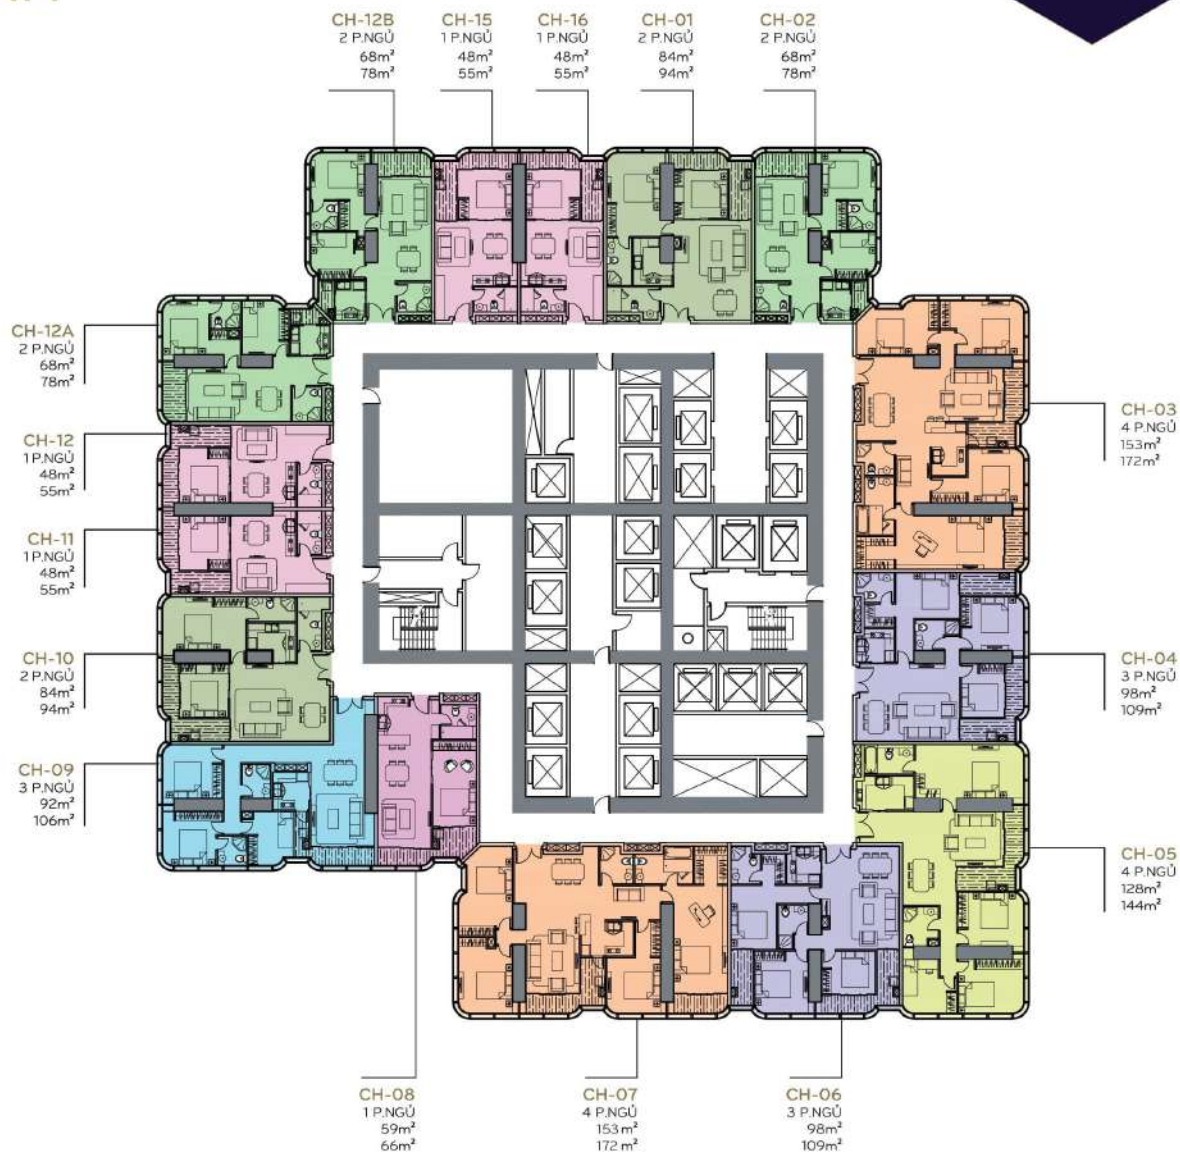 CH-12B
2 P.NGỦ
68m²
78m²
CH-15
1 P.NGỦ
48m²
55m²
CH-16
1 P.NGỦ
48m²
55m²
CH-01
2 P.NGỦ
84m²
94m²
CH-02
2 P.NGỦ
68m²
78m²
CH-12A
2 P.NGỦ
68m²
78m²
CH-12
1 P.NGỦ
48m²
55m²
CH-11
1 P.NGỦ
48m²
55m²
CH-10
2 P.NGỦ
84m²
94m²
CH-09
3 P.NGỦ
92m²
106m²
CH-03
4 P.NGỦ
153m²
172m²
CH-04
3 P.NGỦ
98m²
109m²
CH-05
4 P.NGỦ
128m²
144m²
CH-08
1 P.NGỦ
59m²
66m²
CH-07
4 P.NGỦ
153m²
172 m²
CH-06
3 P.NGỦ
98m²
109m²